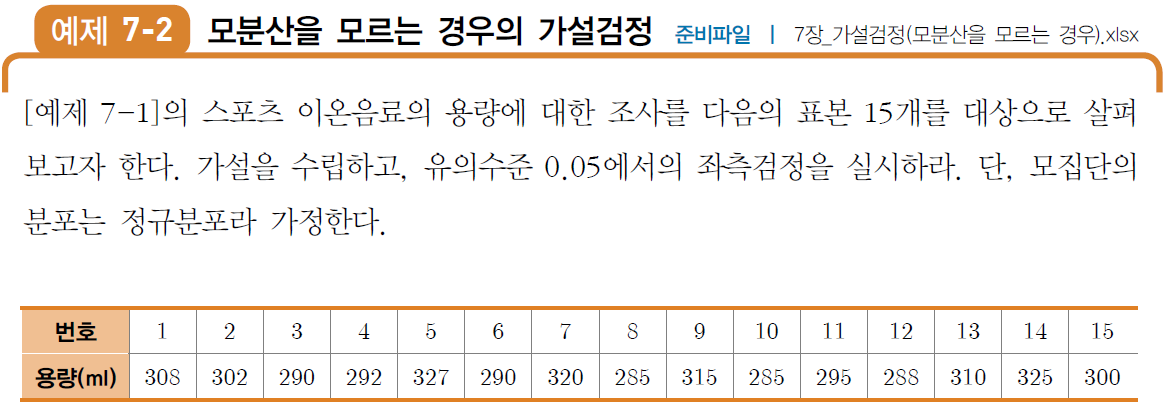 예제 7-2 모분산을 모르는 경우의 가설검정 준비파일 | 7장_가설검정(모분산을 모르는 경우).xlsx
[예제 7-1]의 스포츠 이온음료의 용량에 대한 조사를 다음의 표본 15개를 대상으로 살펴
보고자 한다. 가설을 수립하고, 유의수준 0.05에서의 좌측검정을 실시하라. 단, 모집단의
분포는 정규분포라 가정한다.
번호 1 2 3 4 5 6 7 8 9 10 11 12 13 14 15
용량(ml) 308 302 290 292 327 290 320 285 315 285 295 288 310 325 300